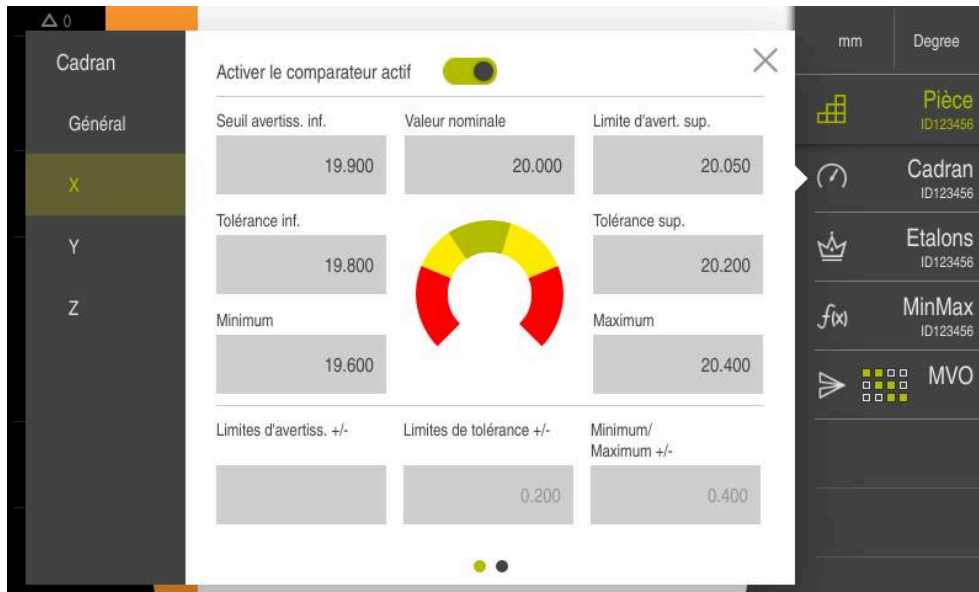 0
Cadran
Général
X
Y
Z
Activer le comparateur actif
Seuil avertiss. inf.
Valeur nominale
Limite d'avert. sup.
19.900
20.000
20.050
Tolérance inf.
Tolérance sup.
19.800
20.200
Minimum
Maximum
19.600
20.400
Limites d'avertiss. +/-
Limites de tolérance +/-
Minimum/
Maximum +/-
0.200
0.400
mm
Degree
Pièce
ID123456
Cadran
ID123456
Etalons
ID123456
f(x)
MinMax
ID123456
MVO